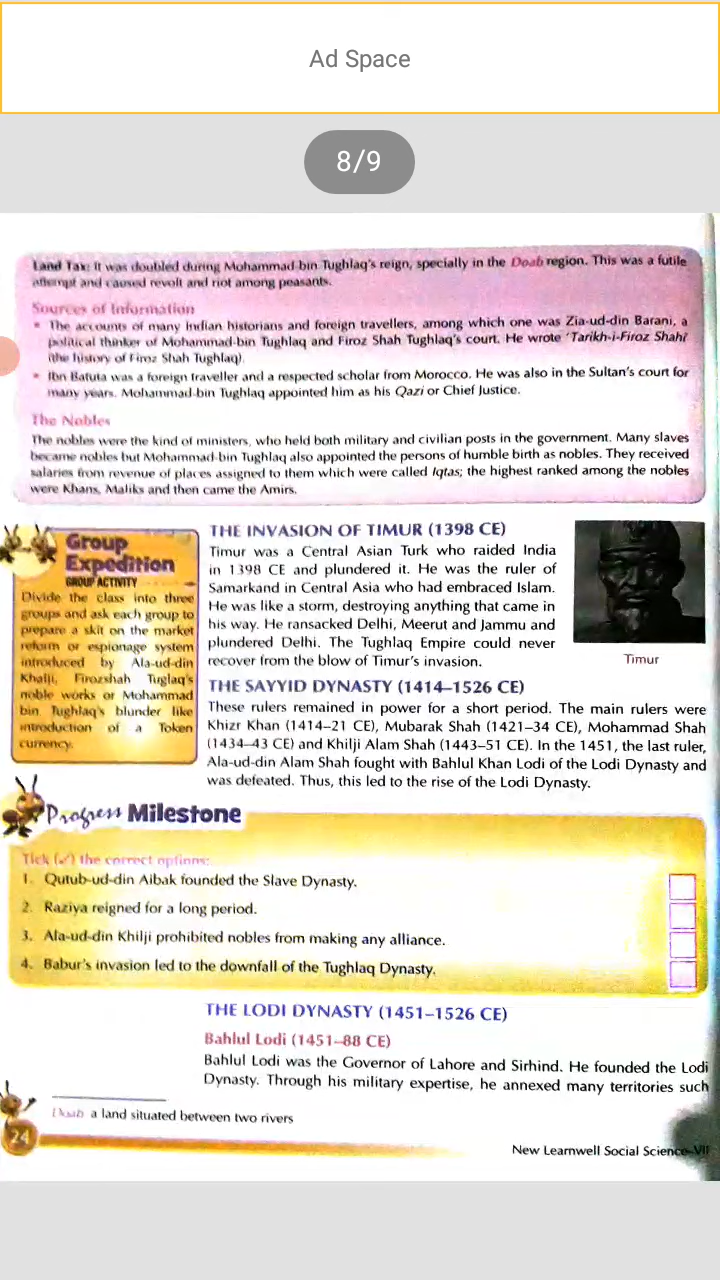 Ad Space
8/9
Land Tax: It was doubled during Mohammad-bin Tughlaq's reign, specially in the Doab region. This was a futile
attempt and caused revolt and riot among peasants.
Sources of Information
• The accounts of many Indian historians and foreign travellers, among which one was Zia-ud-din Barani, a
political thinker of Mohammad-bin Tughlaq and Firoz Shah Tughlaq's court. He wrote 'Tarikh-i-Firoz Shahi'
(the history of Firoz Shah Tughlaq).
• Ibn Batuta was a foreign traveller and a respected scholar from Morocco. He was also in the Sultan's court for
many years. Mohammad-bin Tughlaq appointed him as his Qazi or Chief Justice.
The Nobles
The nobles were the kind of ministers, who held both military and civilian posts in the government. Many slaves
became nobles but Mohammad-bin Tughlaq also appointed the persons of humble birth as nobles. They received
salaries from revenue of places assigned to them which were called Iqtas; the highest ranked among the nobles
were Khans, Maliks and then came the Amirs.
Group
Expedition
GROUP ACTIVITY
Divide the class into three
groups and ask each group to
prepare a skit on the market
reform or espionage system
introduced by Ala-ud-din
Khalji, Firozshah Tuglaq's
noble works or Mohammad
bin Tughlaq's blunder like
introduction of a Token
currency.
THE INVASION OF TIMUR (1398 CE)
Timur was a Central Asian Turk who raided India
in 1398 CE and plundered it. He was the ruler of
Samarkand in Central Asia who had embraced Islam.
He was like a storm, destroying anything that came in
his way. He ransacked Delhi, Meerut and Jammu and
plundered Delhi. The Tughlaq Empire could never
recover from the blow of Timur's invasion.
Timur
THE SAYYID DYNASTY (1414–1526 CE)
These rulers remained in power for a short period. The main rulers were
Khizr Khan (1414–21 CE), Mubarak Shah (1421–34 CE), Mohammad Shah
(1434–43 CE) and Khilji Alam Shah (1443–51 CE). In the 1451, the last ruler,
Ala-ud-din Alam Shah fought with Bahlul Khan Lodi of the Lodi Dynasty and
was defeated. Thus, this led to the rise of the Lodi Dynasty.
Progress Milestone
Tick (✓) the correct options:
1. Qutub-ud-din Aibak founded the Slave Dynasty.
2. Raziya reigned for a long period.
3. Ala-ud-din Khilji prohibited nobles from making any alliance.
4. Babur's invasion led to the downfall of the Tughlaq Dynasty.
THE LODI DYNASTY (1451–1526 CE)
Bahlul Lodi (1451–88 CE)
Bahlul Lodi was the Governor of Lahore and Sirhind. He founded the Lodi
Dynasty. Through his military expertise, he annexed many territories such
Doab a land situated between two rivers
24
New Learnwell Social Science-VII